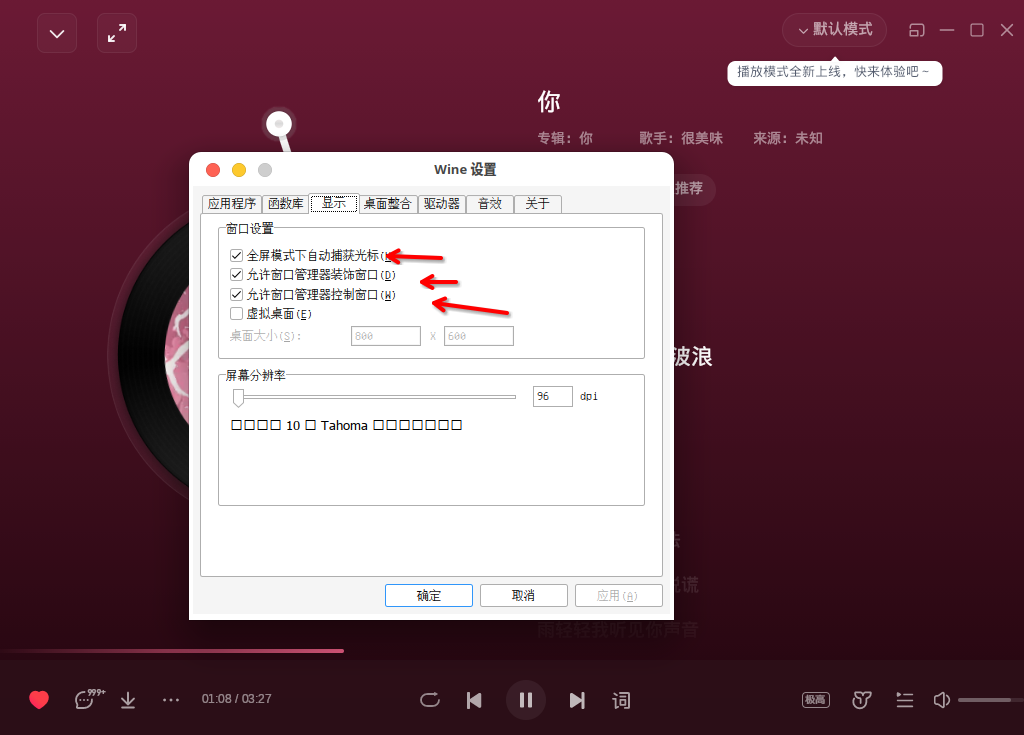 默认模式
播放模式全新上线，快来体验吧 ~
你
专辑：你 歌手：很美味 来源：未知
推荐
Wine 设置
应用程序 函数库 显示 桌面整合 驱动器 音效 关于
窗口设置
全屏模式下自动捕获光标
允许窗口管理器装饰窗口(D)
允许窗口管理器控制窗口(W)
虚拟桌面(E)
桌面大小(S): 800 X 600
屏幕分辨率
96 dpi
□□□□ 10 □ Tahoma □□□□□□□
波浪
确定 取消 应用(A)
说谎
雨轻轻我听见你声音
999+
01:08 / 03:27
词
极高